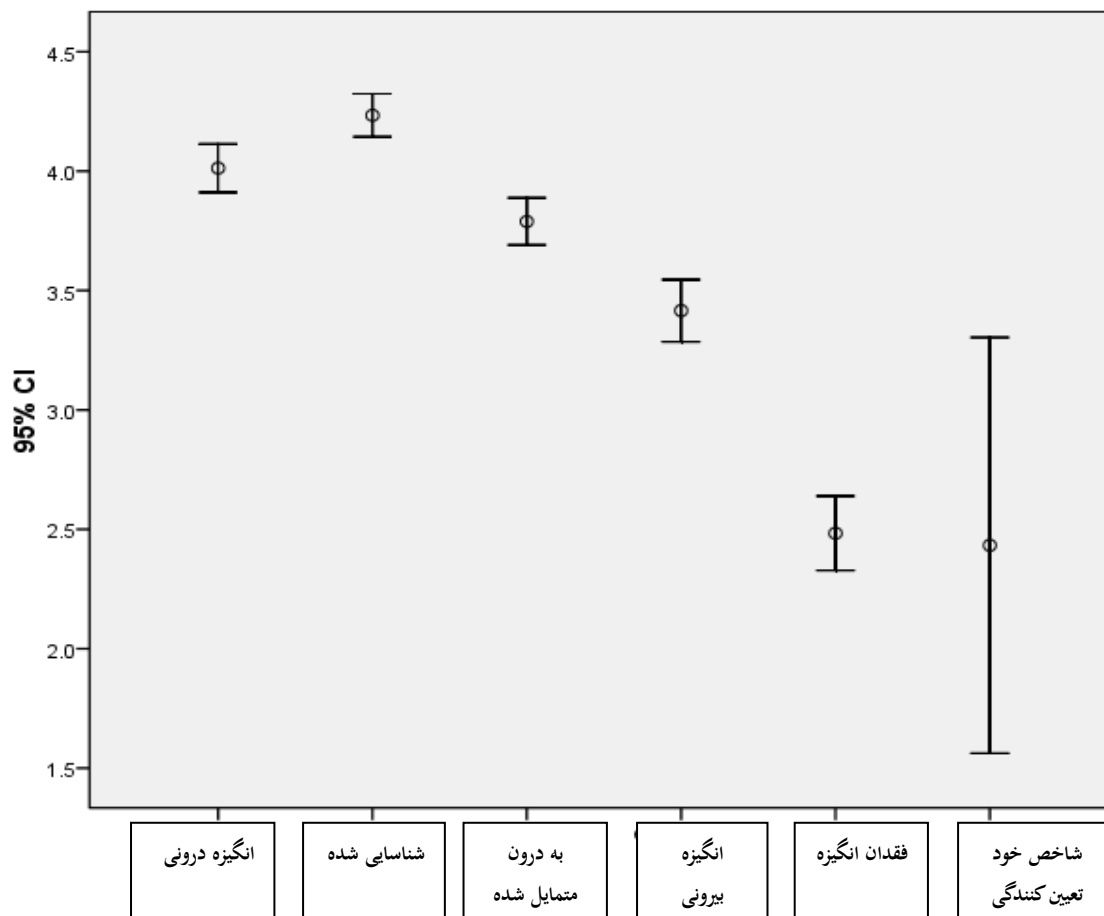 4.5
4.0
3.5
3.0
2.5
2.0
1.5
95% CI
انگیزه درونی
شناسایی شده
به درون
متمایل شده
انگیزه
بیرونی
فقدان انگیزه
شاخص خود
تعیین کنندگی